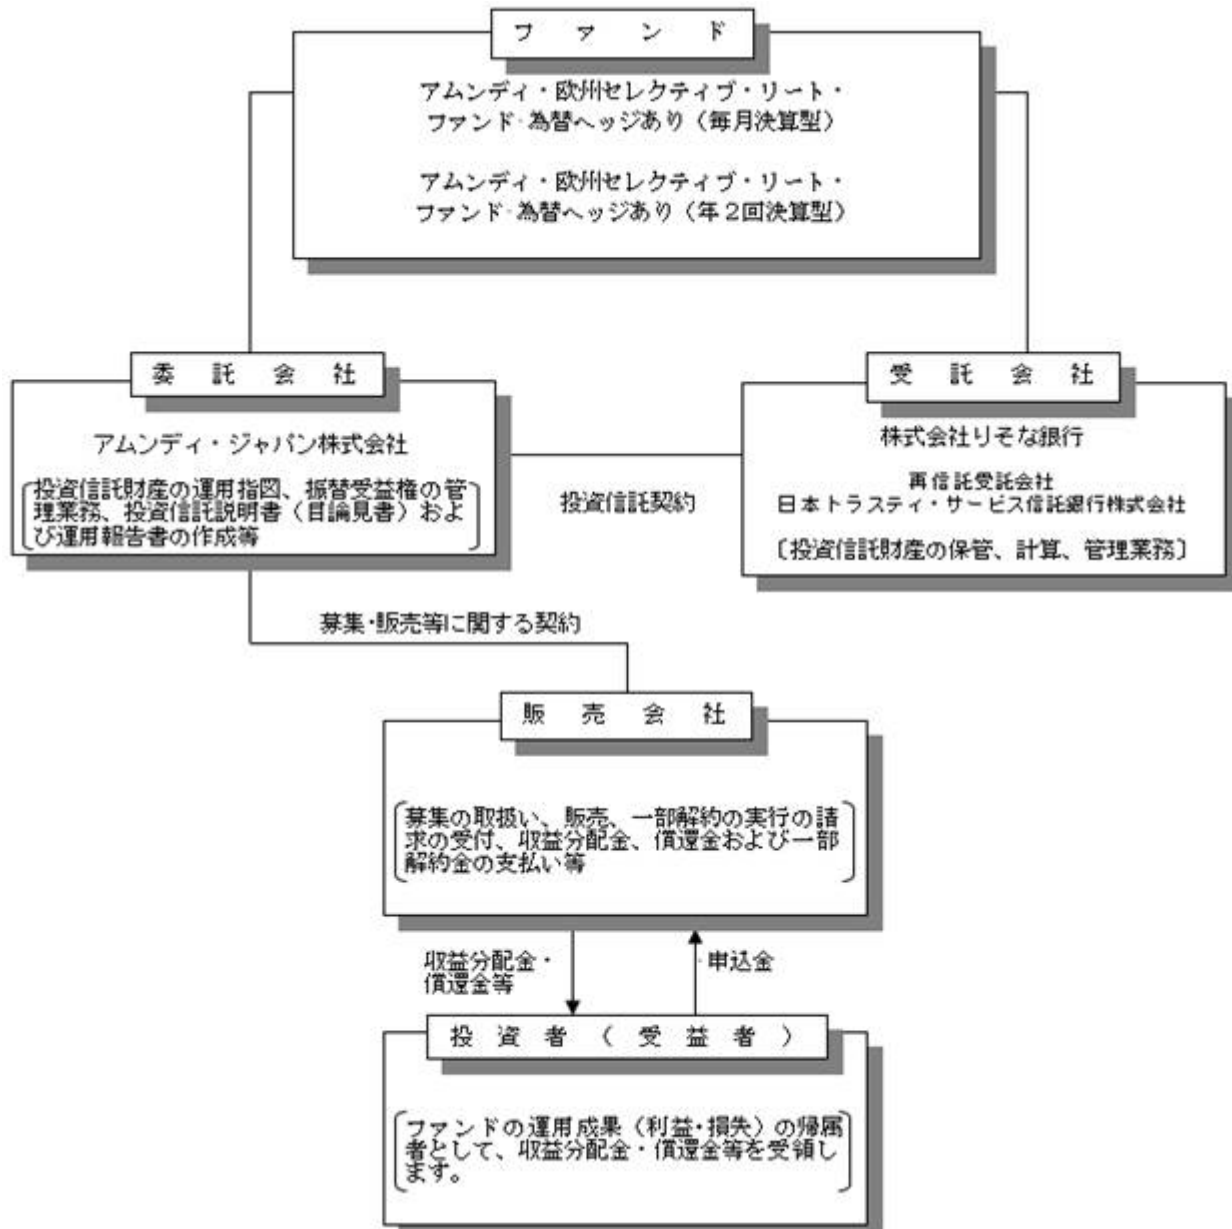 ファンド
アムンディ・欧州セレクティブ・リート・
ファンド・為替ヘッジあり（毎月決算型）
アムンディ・欧州セレクティブ・リート・
ファンド・為替ヘッジあり（年２回決算型）
委託会社
アムンディ・ジャパン株式会社
投資信託財産の運用指図、振替受益権の管
理業務、投資信託説明書（目論見書）およ
び運用報告書の作成等
投資信託契約
受託会社
株式会社りそな銀行
再信託受託会社
日本トラスティ・サービス信託銀行株式会社
〔投資信託財産の保管、計算、管理業務〕
募集・販売等に関する契約
販売会社
募集の取扱い、販売、一部解約の実行の請
求の受付、収益分配金、償還金および一部
解約金の支払い等
収益分配金・
償還金等
申込金
投資者（受益者）
ファンドの運用成果（利益・損失）の帰属
者として、収益分配金・償還金等を受領し
ます。